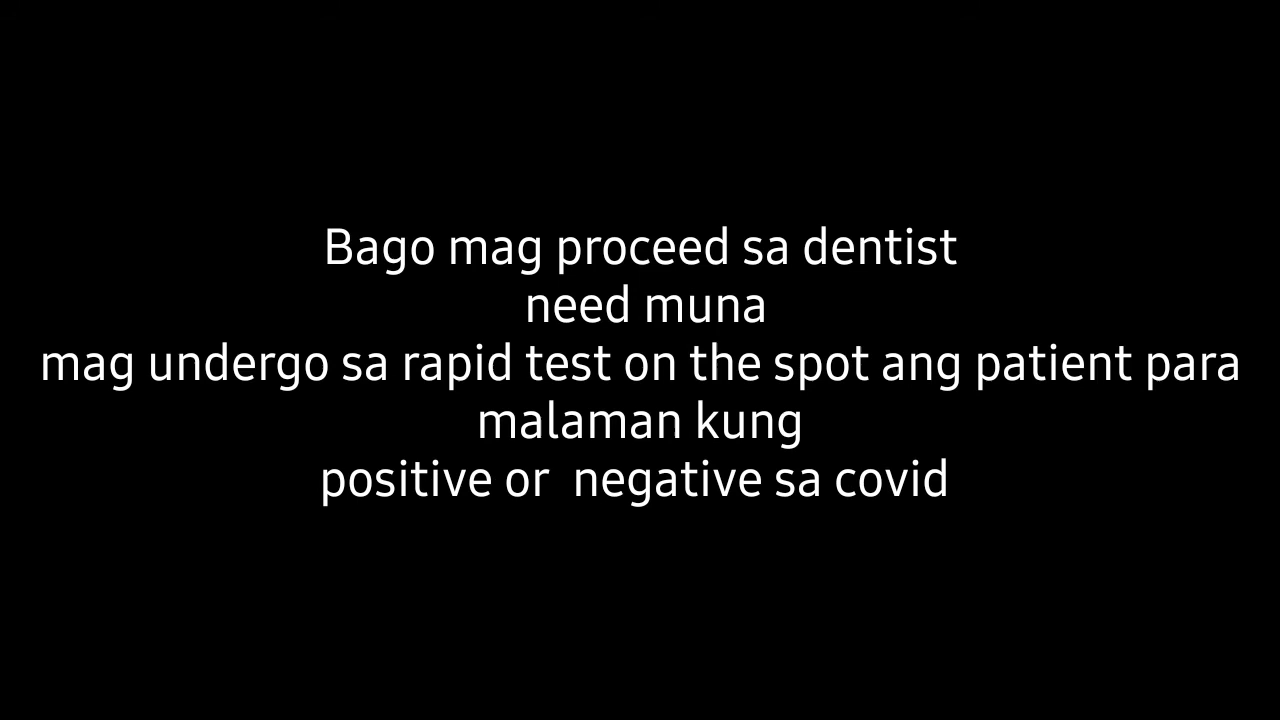 Bago mag proceed sa dentist
need muna
mag undergo sa rapid test on the spot ang patient para
malaman kung
positive or  negative sa covid